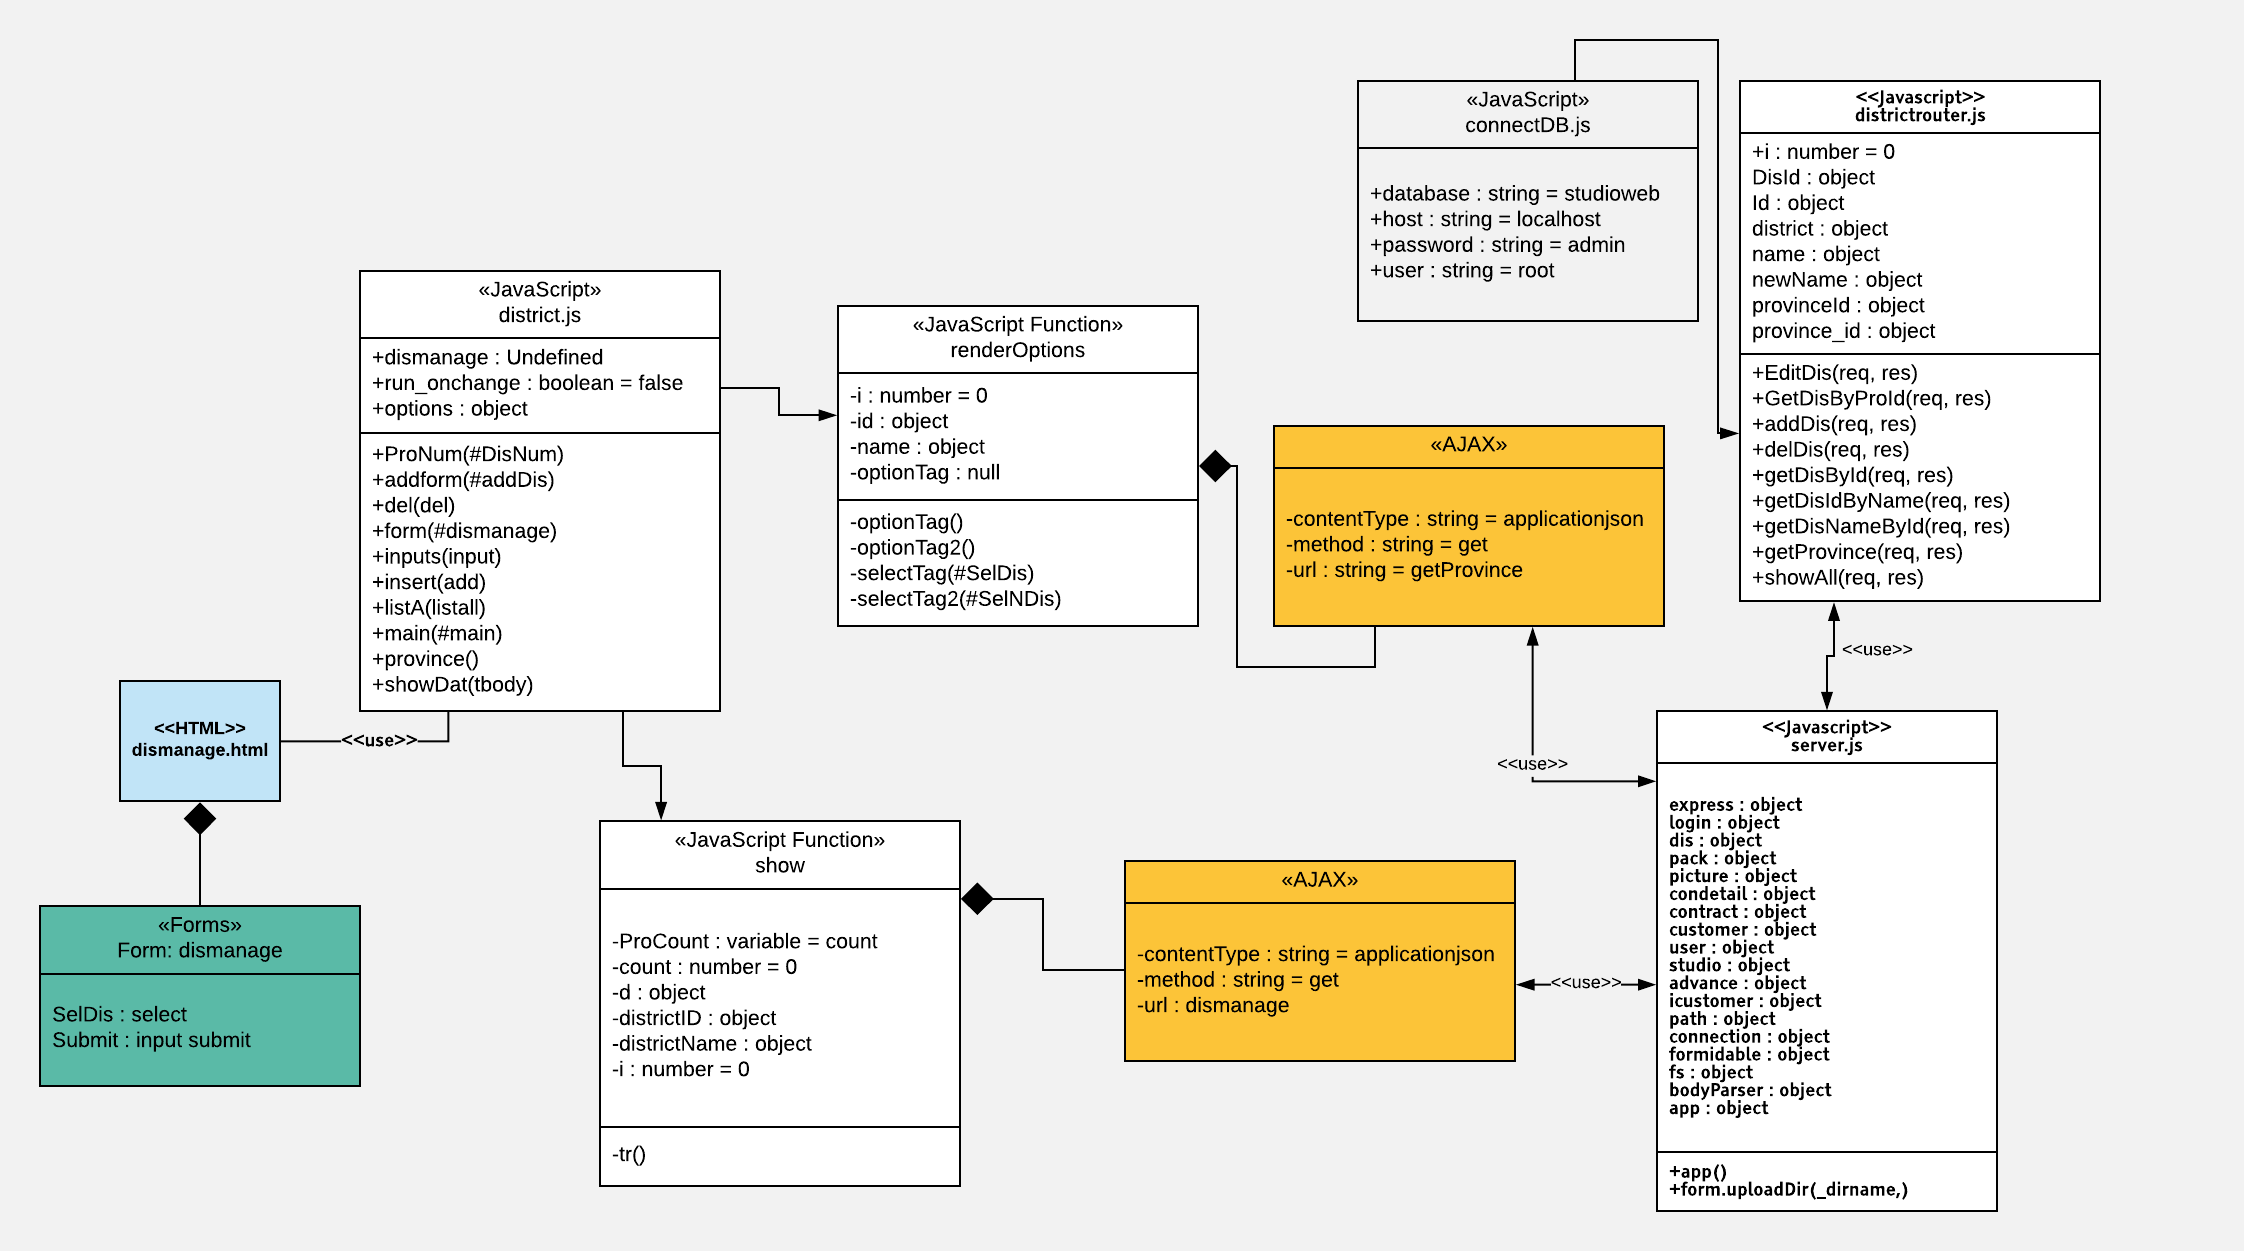 «JavaScript»
connectDB.js
+database : string = studioweb
+host : string = localhost
+password : string = admin
+user : string = root
<<Javascript>>
districtrouter.js
+i : number = 0
DisId : object
Id : object
district : object
name : object
newName : object
provinceId : object
province_id : object
+EditDis(req, res)
+GetDisByProId(req, res)
+addDis(req, res)
+delDis(req, res)
+getDisById(req, res)
+getDisIdByName(req, res)
+getDisNameById(req, res)
+getProvince(req, res)
+showAll(req, res)
«JavaScript»
district.js
+dismanage : Undefined
+run_onchange : boolean = false
+options : object
+ProNum(#DisNum)
+addform(#addDis)
+del(del)
+form(#dismanage)
+inputs(input)
+insert(add)
+listA(listall)
+main(#main)
+province()
+showDat(tbody)
«JavaScript Function»
renderOptions
-i : number = 0
-id : object
-name : object
-optionTag : null
-optionTag()
-optionTag2()
-selectTag(#SelDis)
-selectTag2(#SelNDis)
«AJAX»
-contentType : string = applicationjson
-method : string = get
-url : string = getProvince
<<use>>
<<HTML>>
dismanage.html
<<use>>
<<use>>
<<Javascript>>
server.js
express : object
login : object
dis : object
pack : object
picture : object
condetail : object
contract : object
customer : object
user : object
studio : object
advance : object
icustomer : object
path : object
connection : object
formidable : object
fs : object
bodyParser : object
app : object
+app()
+form.uploadDir(_dirname,)
«JavaScript Function»
show
-ProCount : variable = count
-count : number = 0
-d : object
-districtID : object
-districtName : object
-i : number = 0
-tr()
«AJAX»
-contentType : string = applicationjson
-method : string = get
-url : dismanage
<<use>>
«Forms»
Form: dismanage
SelDis : select
Submit : input submit